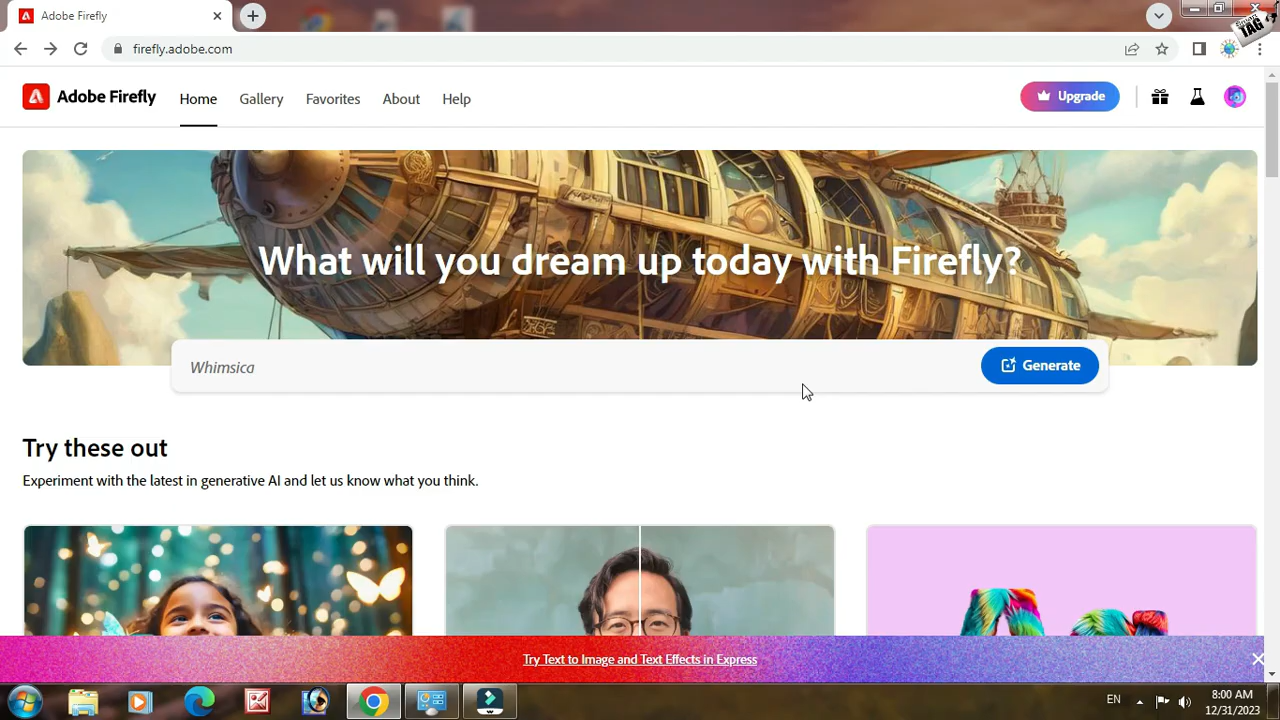 Adobe Firefly
firefly.adobe.com
TAG
Adobe Firefly Home Gallery Favorites About Help Upgrade
What will you dream up today with Firefly?
Whimsica Generate
Try these out
Experiment with the latest in generative AI and let us know what you think.
Try Text to Image and Text Effects in Express
EN 8:00 AM
12/31/2023